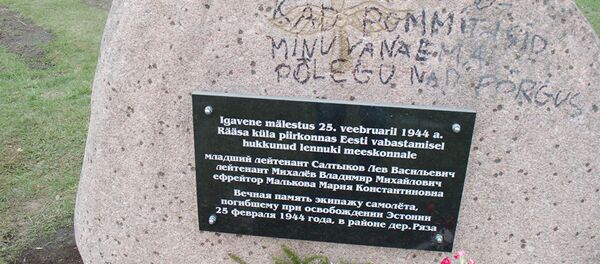 KAD POMMITASID
MINU VANAEMA
PÕLEGU NAD PÕRGUS
Igavene mälestus 25. veebruaril 1944 a.
Rääsa küla piirkonnas Eesti vabastamisel
hukkunud lennuki meeskonnale
младший лейтенант Салтыков Лев Васильевич
лейтенант Михалёв Владимир Михайлович
ефрейтор Малькова Мария Константиновна
Вечная память экипажу самолёта,
погибшему при освобождении Эстонии
25 февраля 1944 года, в районе дер.Ряза